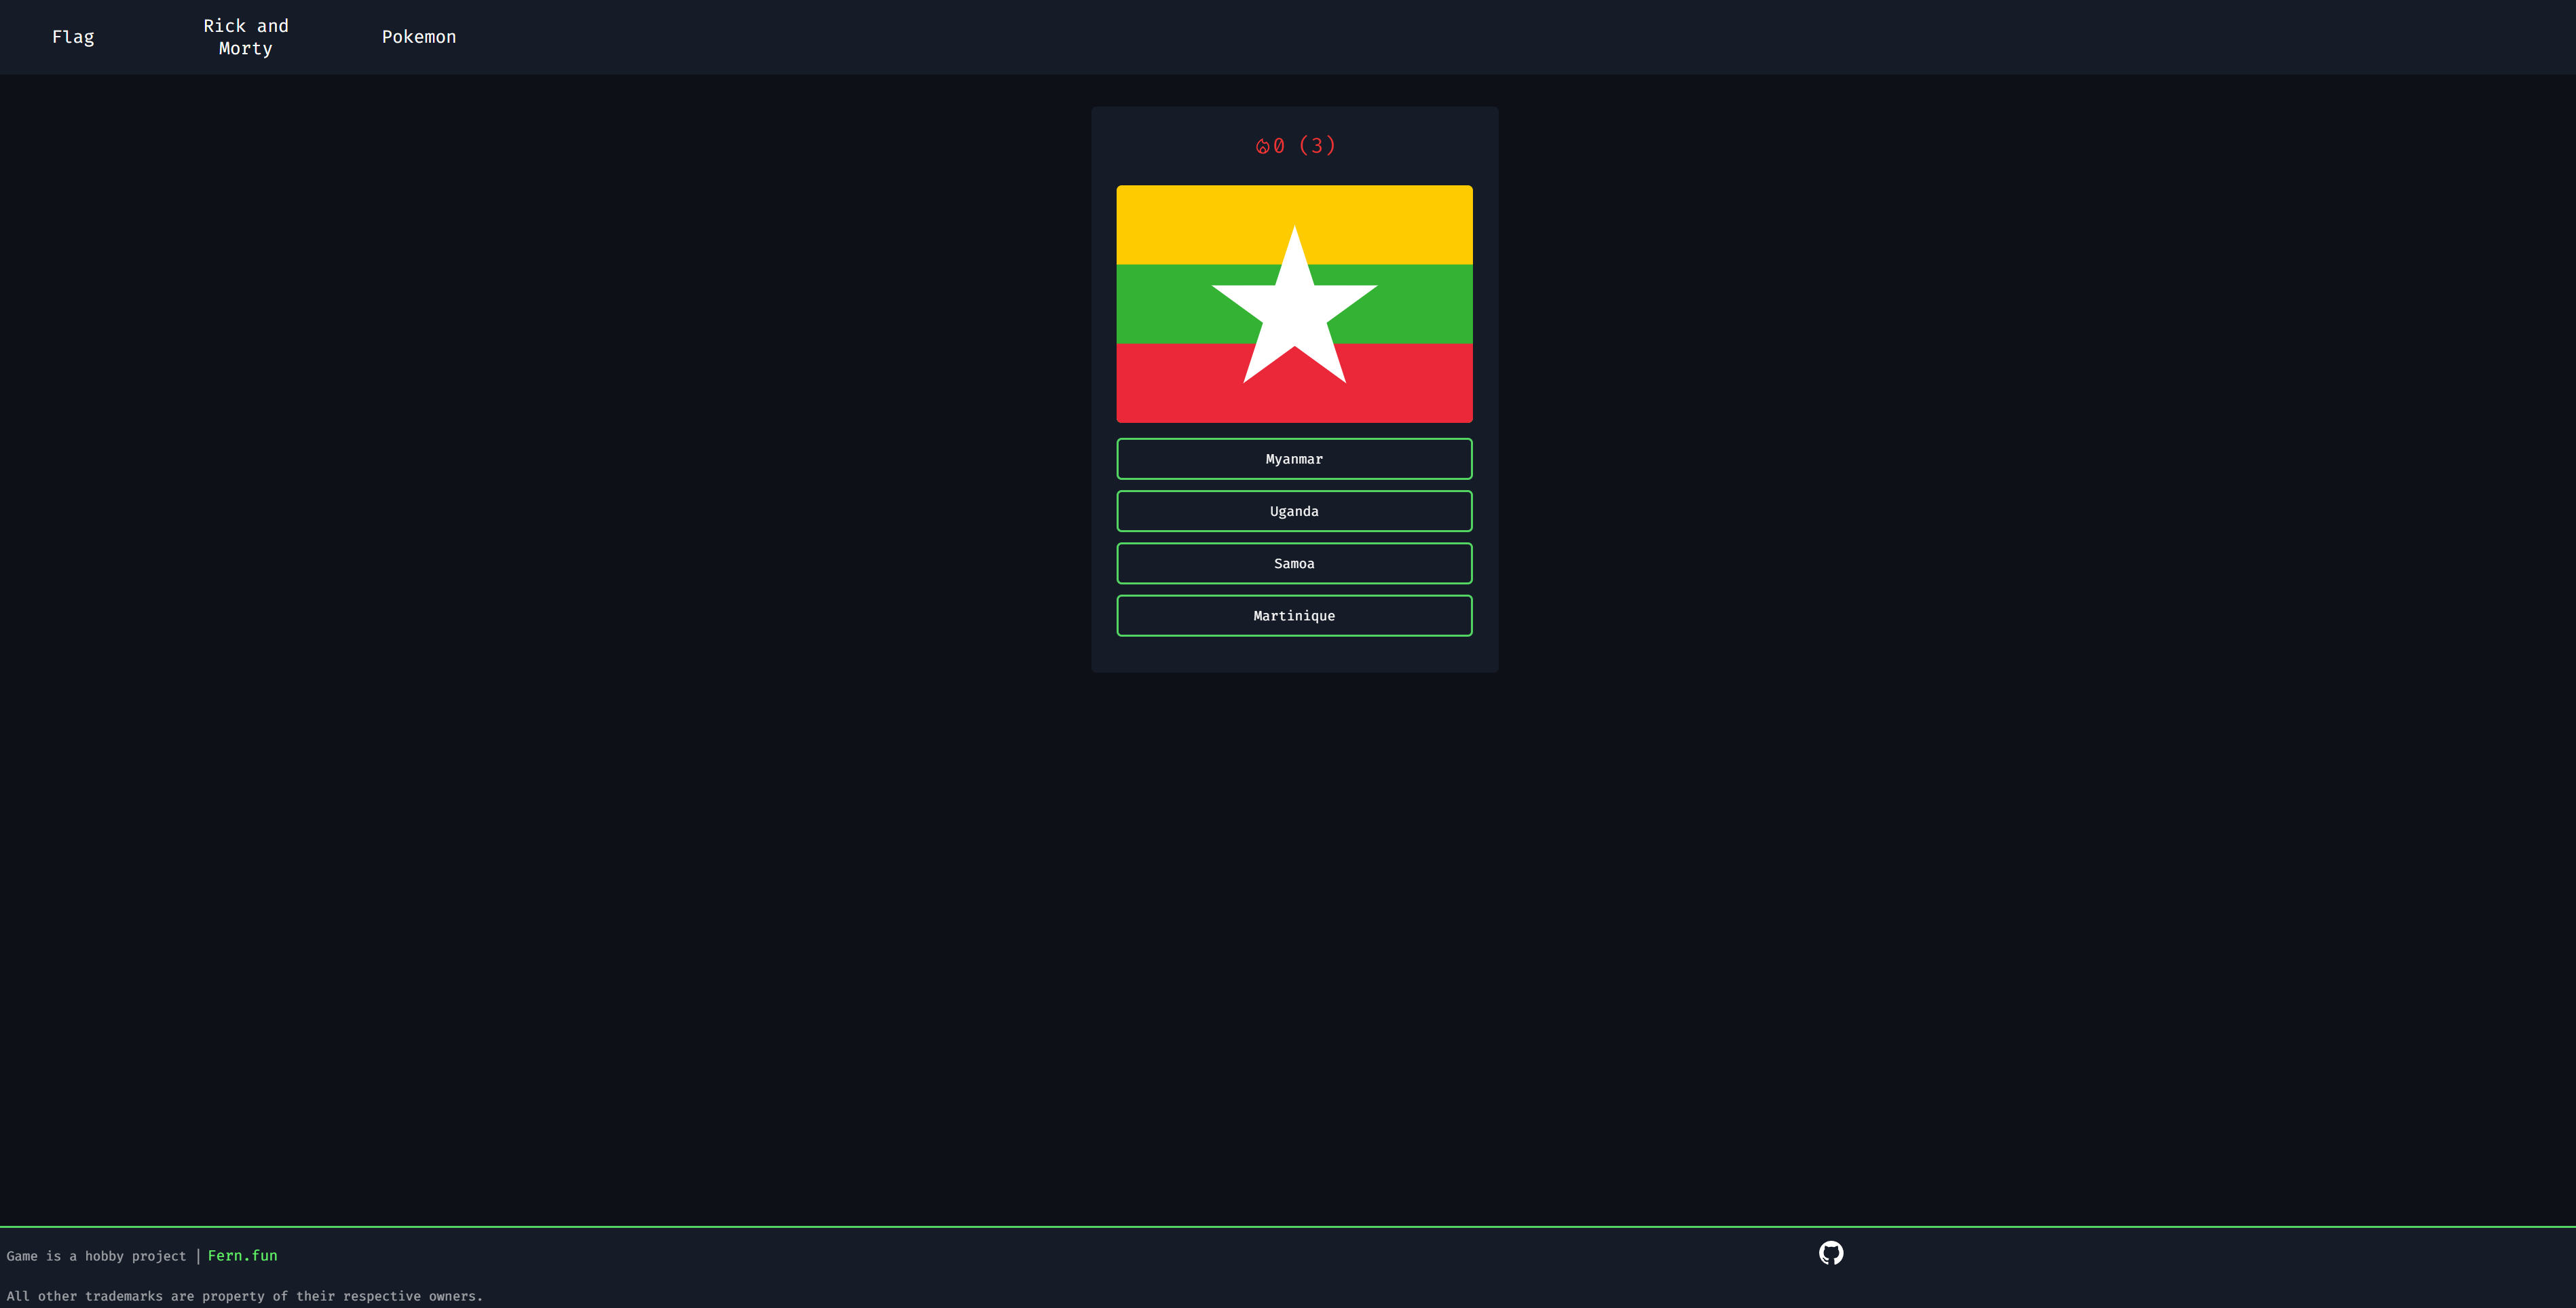 Flag
Rick and
Morty
Pokemon
0 (3)
Myanmar
Uganda
Samoa
Martinique
Game is a hobby project | Fern.fun
All other trademarks are property of their respective owners.